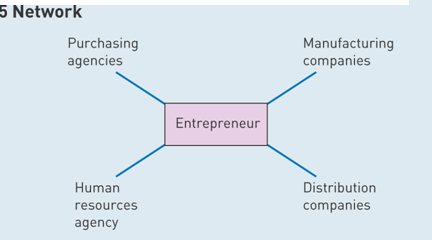 5 Network
Purchasing
agencies
Manufacturing
companies
Entrepreneur
Human
resources
agency
Distribution
companies